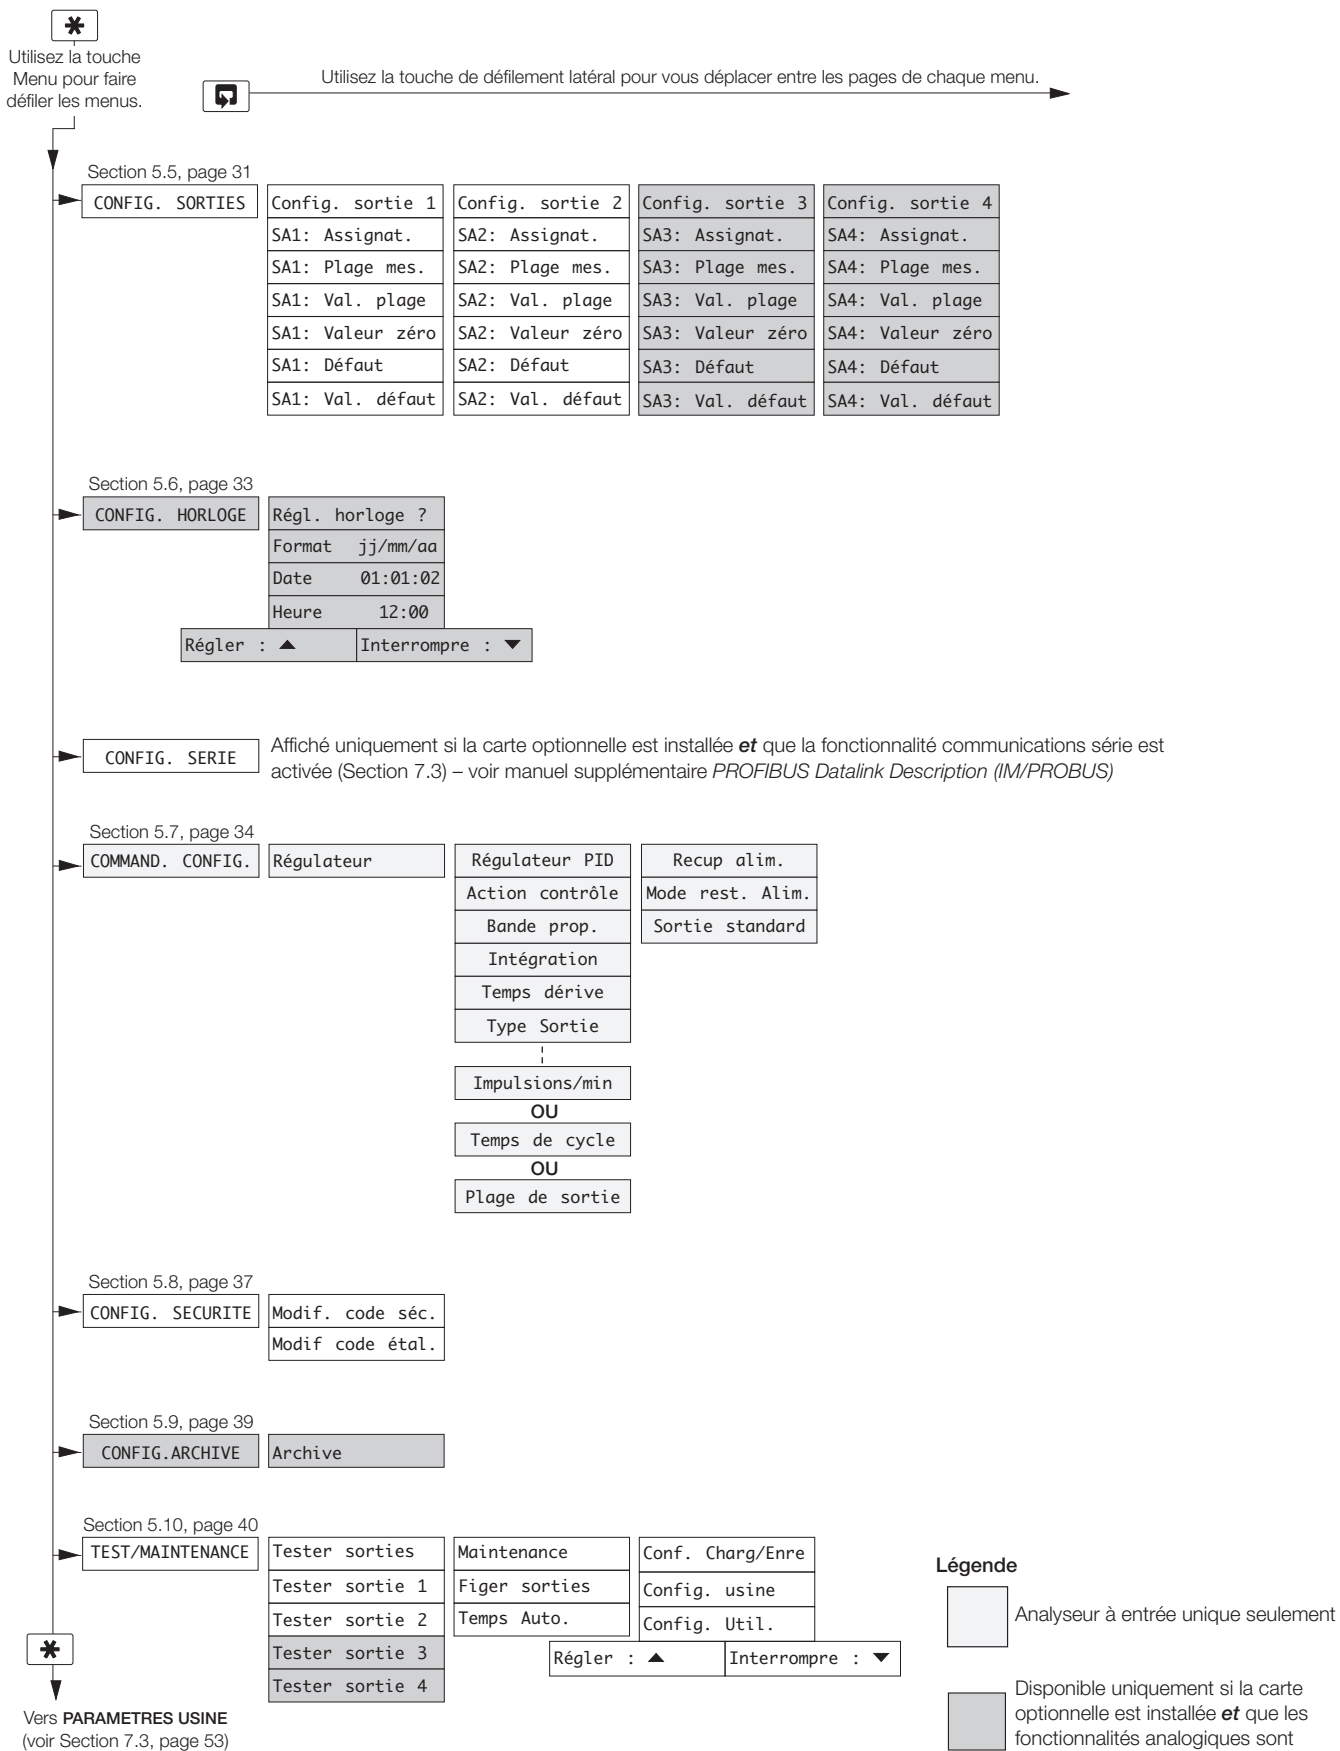 Utilisez la touche
Menu pour faire
défiler les menus.
Utilisez la touche de défilement latéral pour vous déplacer entre les pages de chaque menu.
Section 5.5, page 31
CONFIG. SORTIES
Config. sortie 1
SA1: Assignat.
SA1: Plage mes.
SA1: Val. plage
SA1: Valeur zéro
SA1: Défaut
SA1: Val. défaut
Config. sortie 2
SA2: Assignat.
SA2: Plage mes.
SA2: Val. plage
SA2: Valeur zéro
SA2: Défaut
SA2: Val. défaut
Config. sortie 3
SA3: Assignat.
SA3: Plage mes.
SA3: Val. plage
SA3: Valeur zéro
SA3: Défaut
SA3: Val. défaut
Config. sortie 4
SA4: Assignat.
SA4: Plage mes.
SA4: Val. plage
SA4: Valeur zéro
SA4: Défaut
SA4: Val. défaut
Section 5.6, page 33
CONFIG. HORLOGE
Régl. horloge ?
Format jj/mm/aa
Date 01:01:02
Heure 12:00
Régler : ▲
Interrompre : ▼
CONFIG. SERIE
Affiché uniquement si la carte optionnelle est installée et que la fonctionnalité communications série est
activée (Section 7.3) – voir manuel supplémentaire PROFIBUS Datalink Description (IM/PROBUS)
Section 5.7, page 34
COMMAND. CONFIG.
Régulateur
Régulateur PID
Action contrôle
Bande prop.
Intégration
Temps dérive
Type Sortie
Impulsions/min
OU
Temps de cycle
OU
Plage de sortie
Recup alim.
Mode rest. Alim.
Sortie standard
Section 5.8, page 37
CONFIG. SECURITE
Modif. code séc.
Modif code étal.
Section 5.9, page 39
CONFIG.ARCHIVE
Archive
Section 5.10, page 40
TEST/MAINTENANCE
Tester sorties
Tester sortie 1
Tester sortie 2
Tester sortie 3
Tester sortie 4
Maintenance
Figer sorties
Temps Auto.
Conf. Charg/Enre
Config. usine
Config. Util.
Régler : ▲
Interrompre : ▼
Vers PARAMETRES USINE
(voir Section 7.3, page 53)
Légende
Analyseur à entrée unique seulement
Disponible uniquement si la carte
optionnelle est installée et que les
fonctionnalités analogiques sont